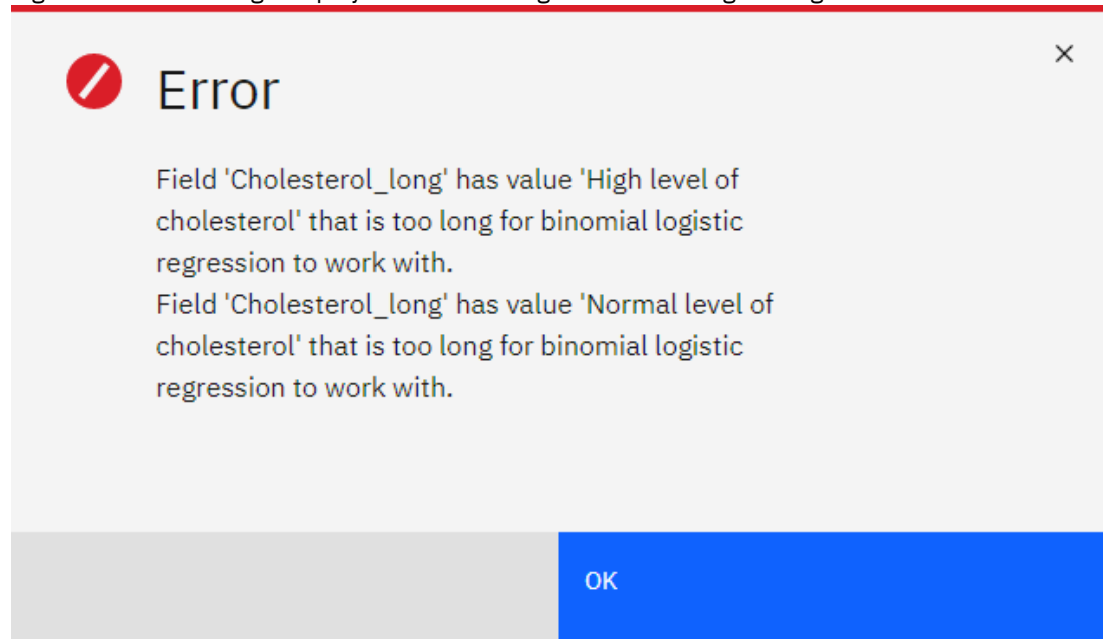 Error
Field 'Cholesterol_long' has value 'High level of
cholesterol' that is too long for binomial logistic
regression to work with.
Field 'Cholesterol_long' has value 'Normal level of
cholesterol' that is too long for binomial logistic
regression to work with.
OK